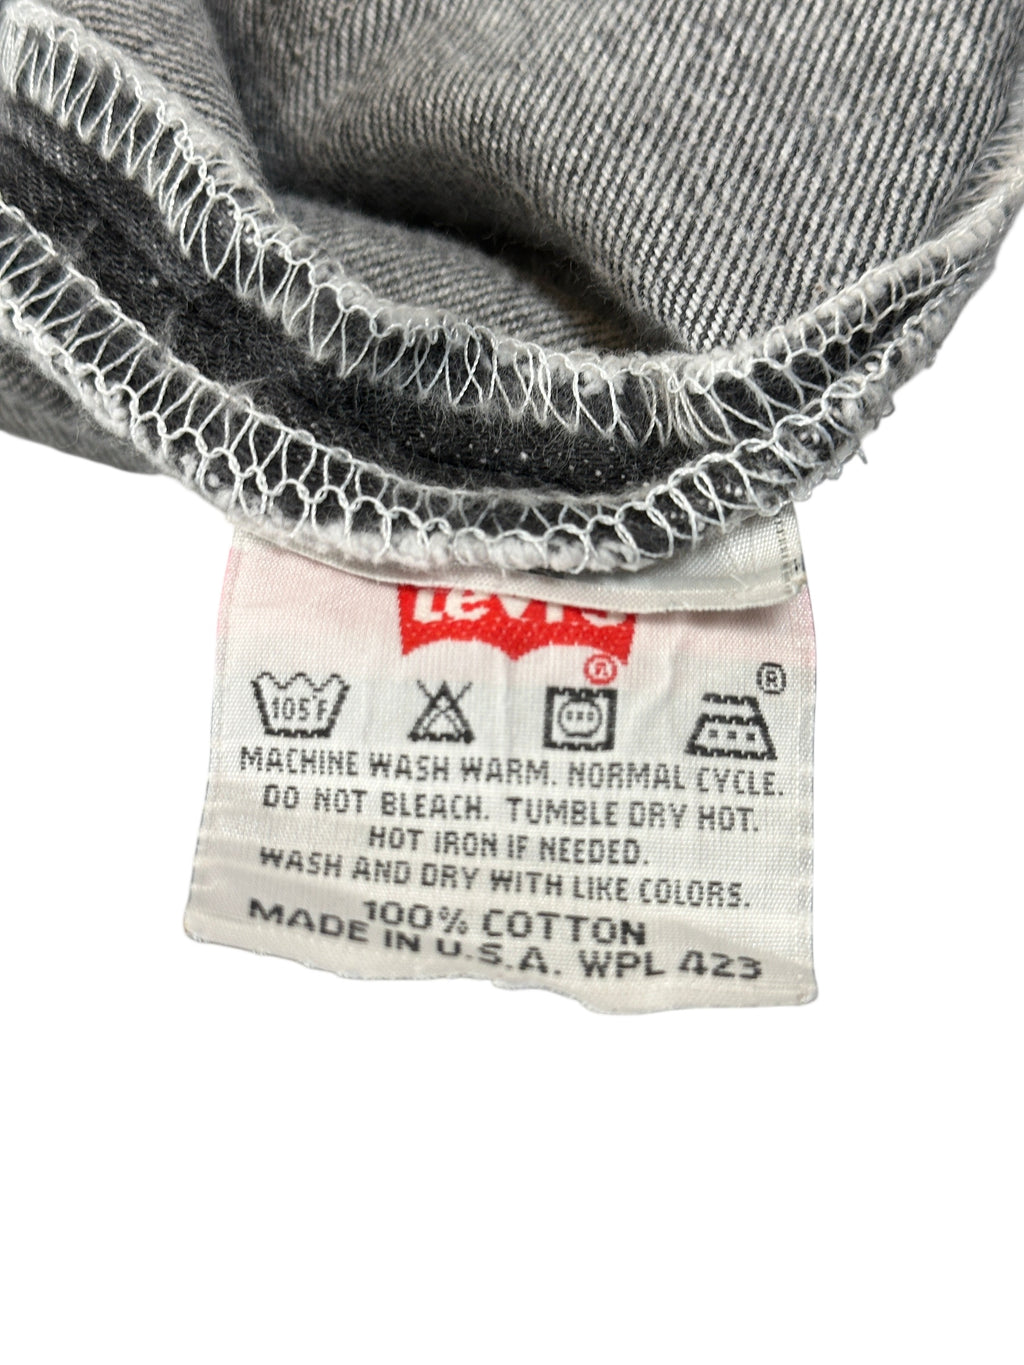 Levi's
®
®
105°F
MACHINE WASH WARM. NORMAL CYCLE.
DO NOT BLEACH. TUMBLE DRY HOT.
HOT IRON IF NEEDED.
WASH AND DRY WITH LIKE COLORS.
100% COTTON
MADE IN U.S.A. WPL 423